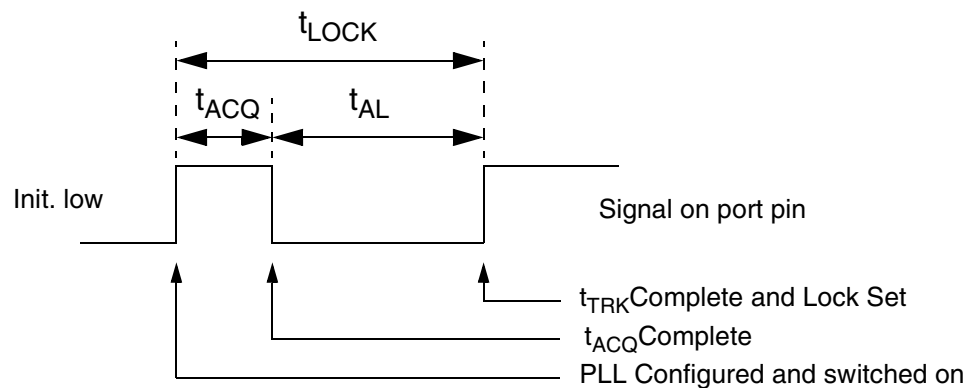 tLOCK
tACQ
tAL
Init. low
Signal on port pin
tTRKComplete and Lock Set
tACQComplete
PLL Configured and switched on